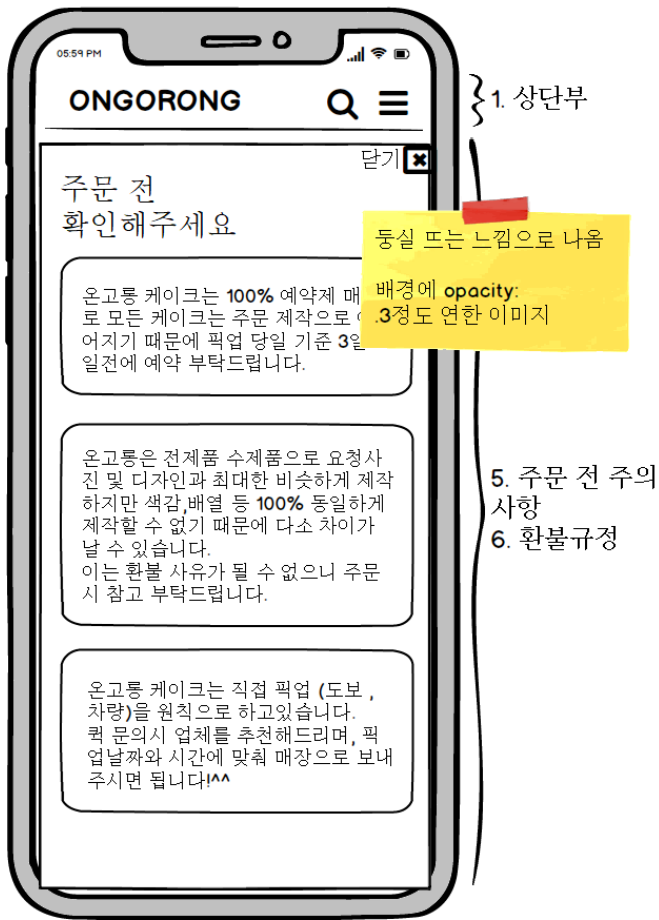 05:59 PM
ONGORONG
1. 상단부
닫기
주문 전
확인해주세요
둥실 뜨는 느낌으로 나옴
배경에 opacity:
.3정도 연한 이미지
온고롱 케이크는 100% 예약제 매
로 모든 케이크는 주문 제작으로
어지기 때문에 픽업 당일 기준 3일
일전에 예약 부탁드립니다.
온고롱은 전제품 수제품으로 요청사
진 및 디자인과 최대한 비슷하게 제작
하지만 색감,배열 등 100% 동일하게
제작할 수 없기 때문에 다소 차이가
날 수 있습니다.
이는 환불 사유가 될 수 없으니 주문
시 참고 부탁드립니다.
5. 주문 전 주의
사항
6. 환불규정
온고롱 케이크는 직접 픽업 (도보 ,
차량)을 원칙으로 하고있습니다.
퀵 문의시 업체를 추천해드리며, 픽
업날짜와 시간에 맞춰 매장으로 보내
주시면 됩니다!^^